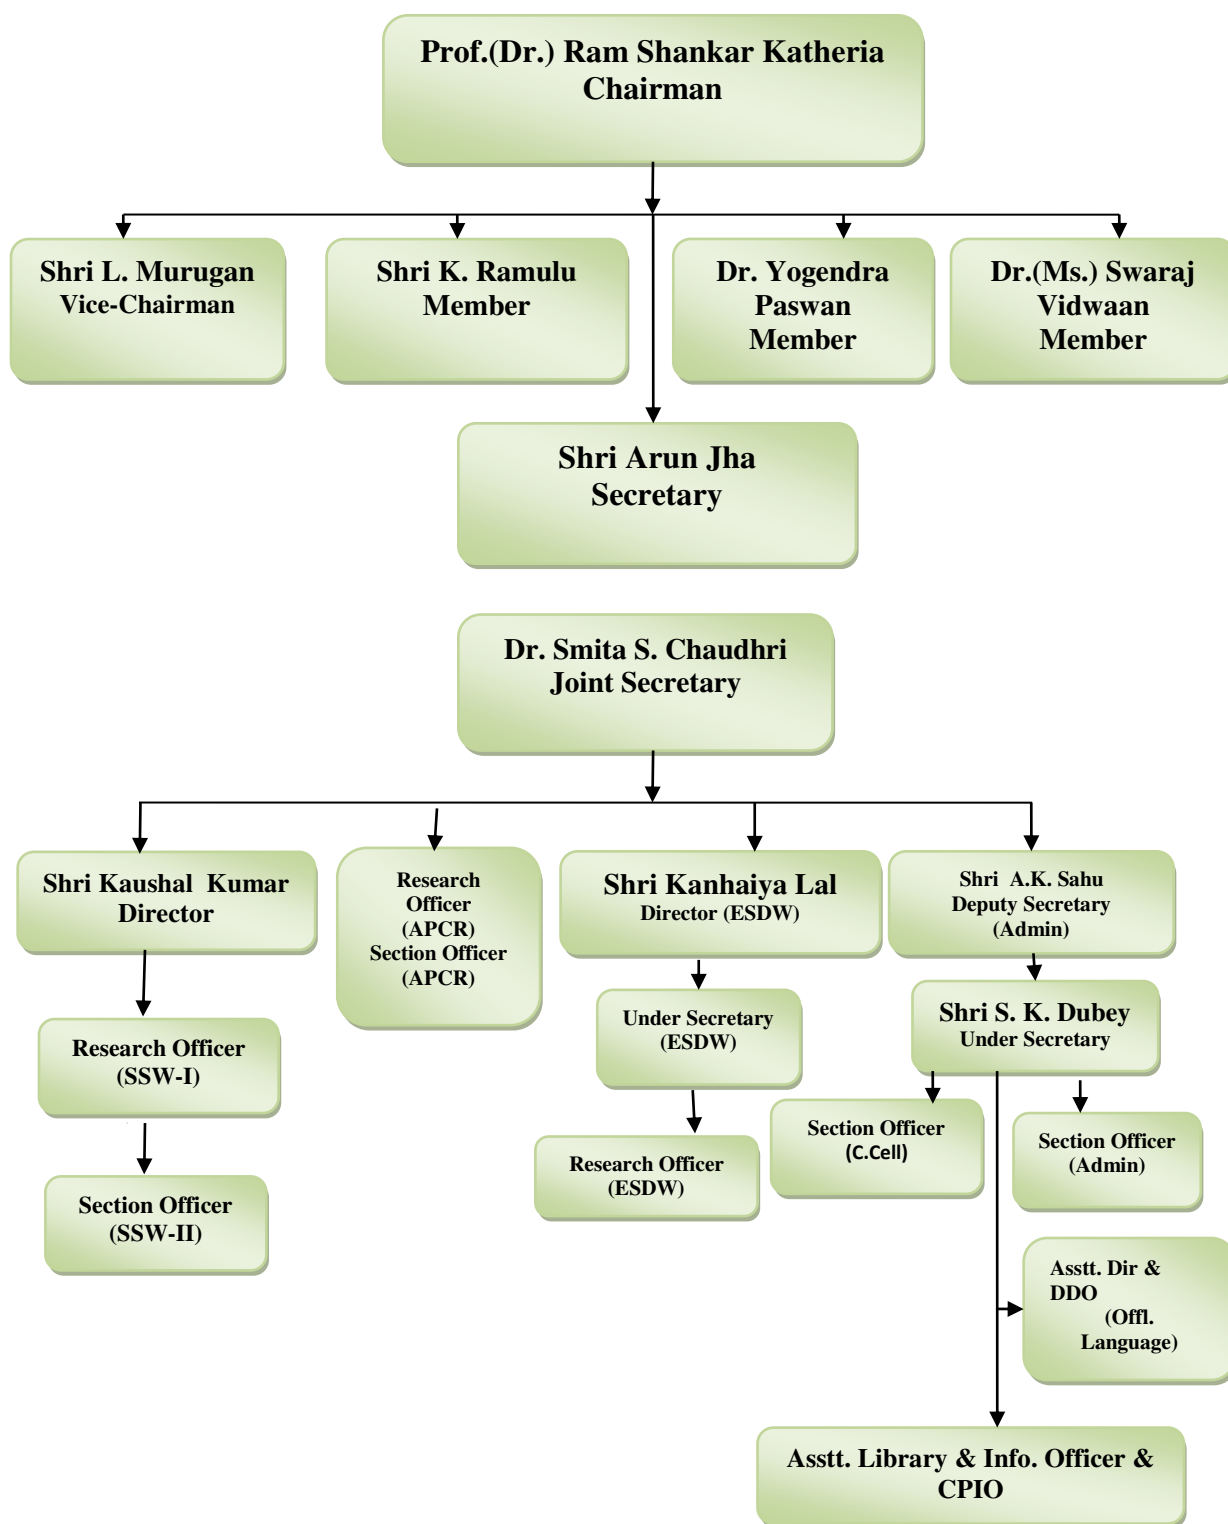 Prof.(Dr.) Ram Shankar Katheria
Chairman
Shri L. Murugan
Vice-Chairman
Shri K. Ramulu
Member
Dr. Yogendra
Paswan
Member
Dr.(Ms.) Swaraj
Vidwaan
Member
Shri Arun Jha
Secretary
Dr. Smita S. Chaudhri
Joint Secretary
Shri Kaushal Kumar
Director
Research
Officer
(APCR)
Section Officer
(APCR)
Shri Kanhaiya Lal
Director (ESDW)
Shri A.K. Sahu
Deputy Secretary
(Admin)
Research Officer
(SSW-I)
Under Secretary
(ESDW)
Shri S. K. Dubey
Under Secretary
Section Officer
(SSW-II)
Research Officer
(ESDW)
Section Officer
(C.Cell)
Section Officer
(Admin)
Asstt. Dir &
DDO
(Offl.
Language)
Asstt. Library & Info. Officer &
CPIO